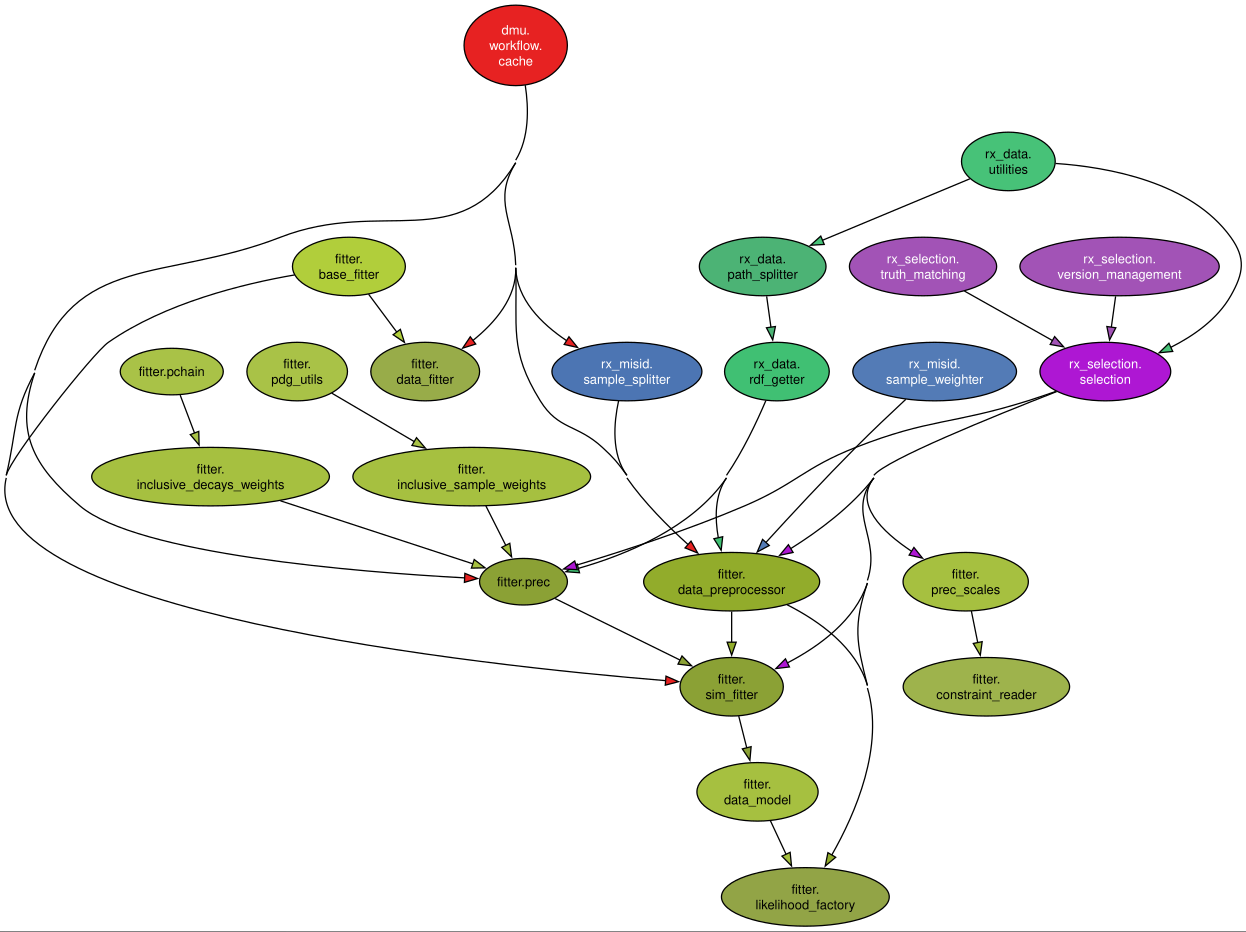 dmu.
workflow.
cache
rx_data.
utilities
fitter.
base_fitter
rx_data.
path_splitter
rx_selection.
truth_matching
rx_selection.
version_management
fitter.pchain
fitter.
pdg_utils
fitter.
data_fitter
rx_misid.
sample_splitter
rx_data.
rdf_getter
rx_misid.
sample_weighter
rx_selection.
selection
fitter.
inclusive_decays_weights
fitter.
inclusive_sample_weights
fitter.prec
fitter.
data_preprocessor
fitter.
prec_scales
fitter.
sim_fitter
fitter.
constraint_reader
fitter.
data_model
fitter.
likelihood_factory